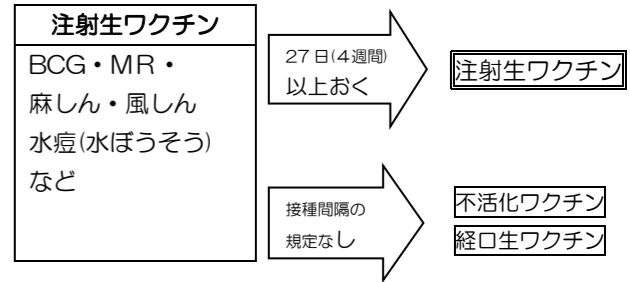 注射生ワクチン
BCG・MR・
麻しん・風しん
水痘(水ぼうそう)
など
27日(4週間)
以上おく
注射生ワクチン
接種間隔の
規定なし
不活化ワクチン
経口生ワクチン